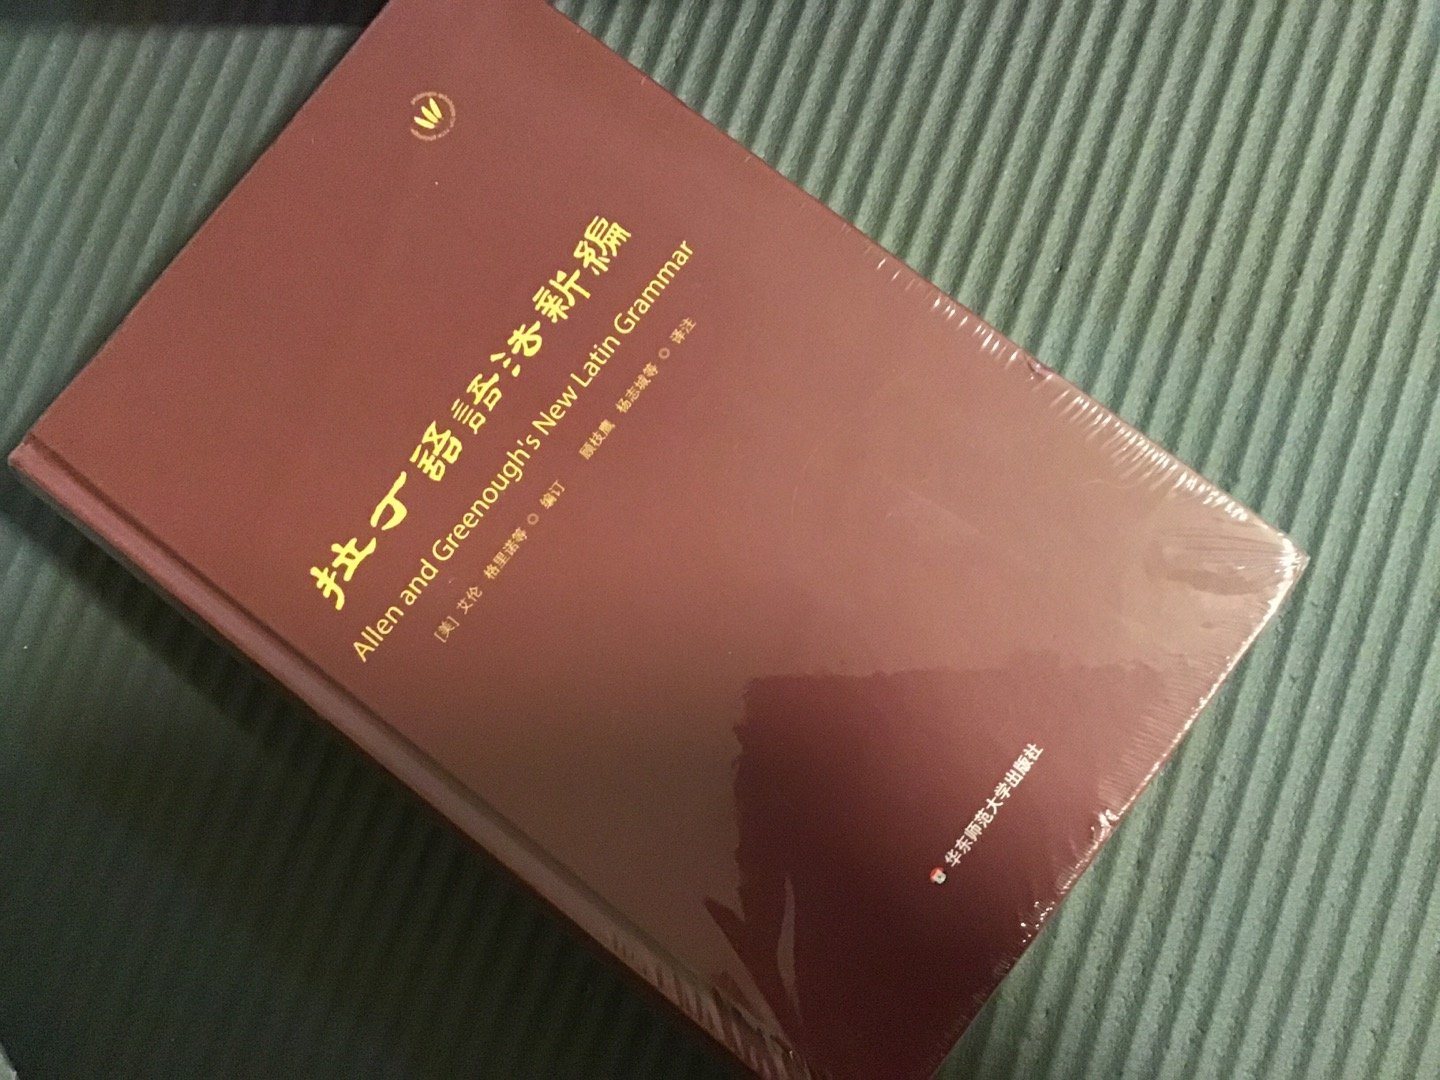 拉丁語語法新編
Allen and Greenough's New Latin Grammar
[美] 艾伦 格里诺等 ◎ 编订 顾枝鹰 杨志城等 ◎ 译注
华东师范大学出版社